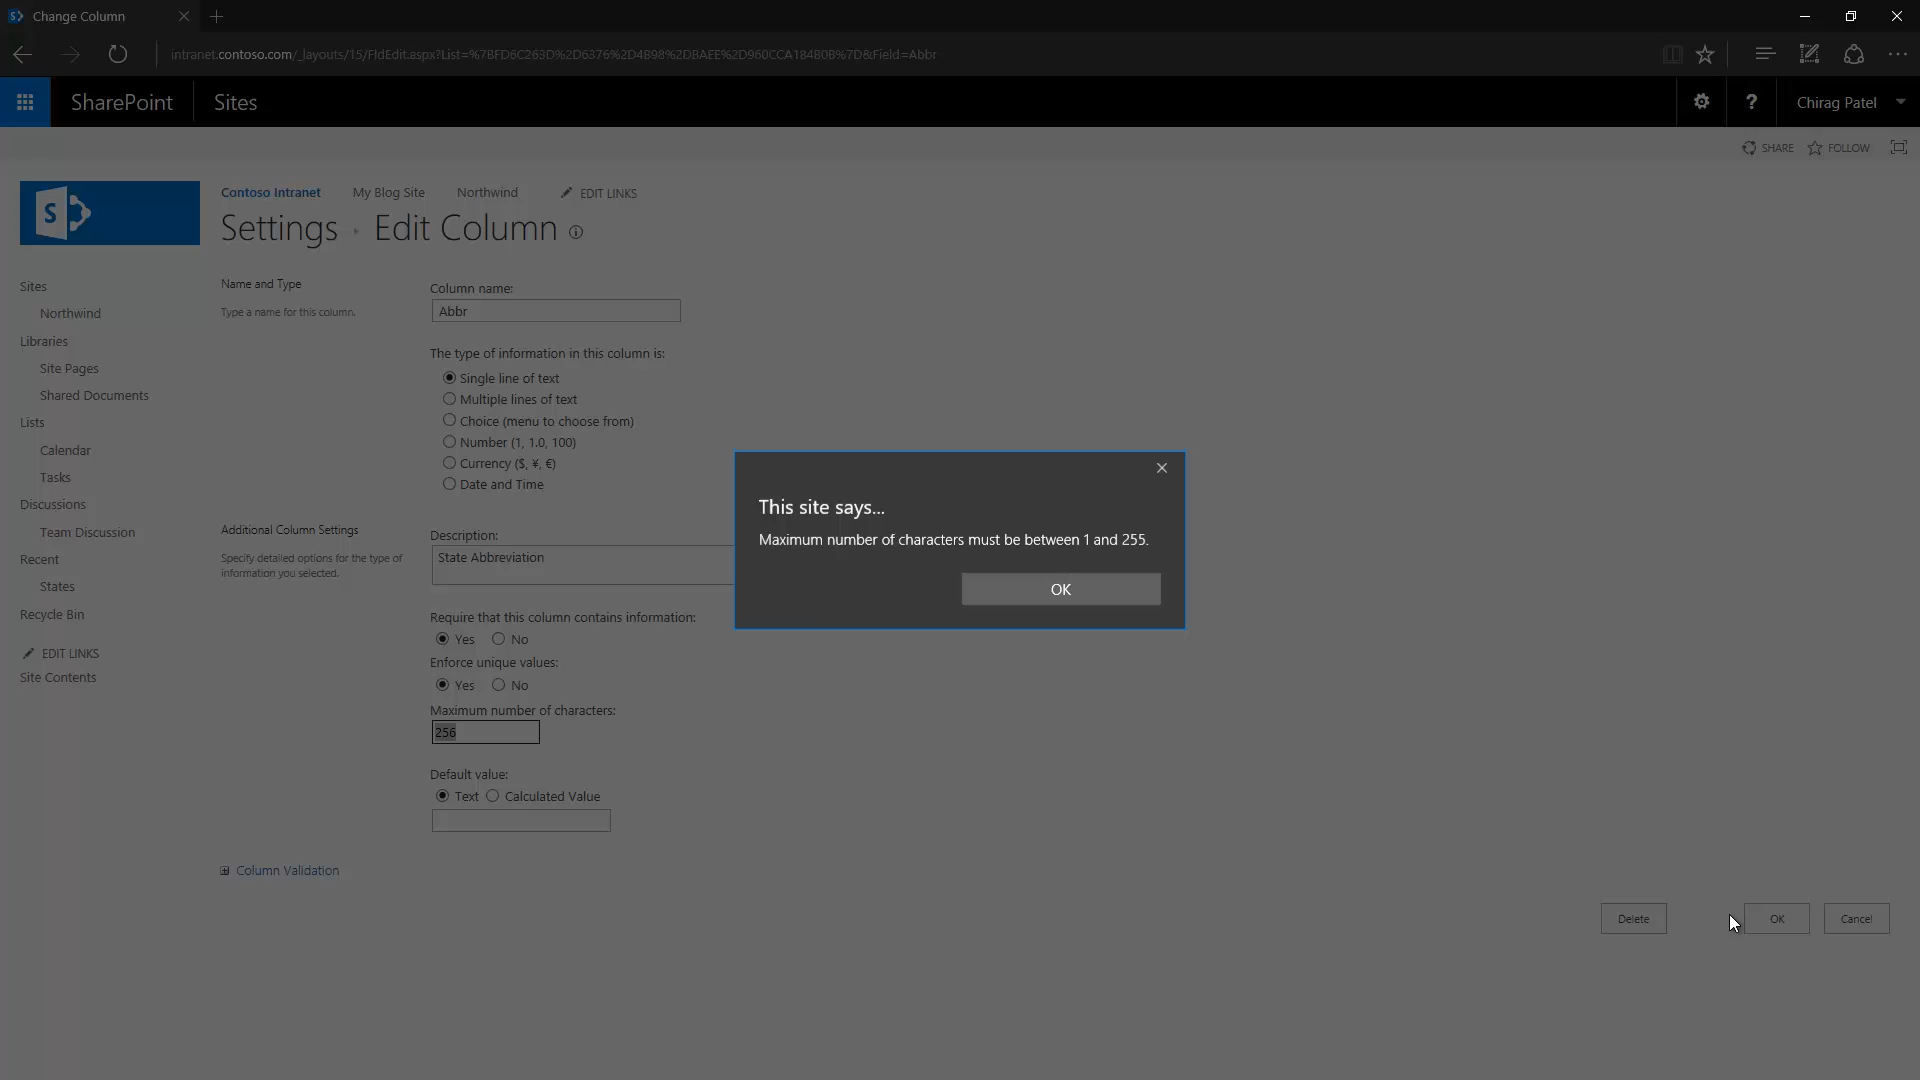 Change Column
intranet.contoso.com/_layouts/15/FldEdit.aspx?List=%7BFD6C263D%2D6376%2D4B98%2DBAEE%2D960CCA184B0B%7D&Field=Abbr
SharePoint
Sites
?
Chirag Patel
SHARE
FOLLOW
S
Contoso Intranet
My Blog Site
Northwind
EDIT LINKS
Settings
Edit Column
Sites
Northwind
Libraries
Site Pages
Shared Documents
Lists
Calendar
Tasks
Discussions
Team Discussion
Recent
States
Recycle Bin
EDIT LINKS
Site Contents
Name and Type
Type a name for this column.
Column name:
Abbr
The type of information in this column is:
Single line of text
Multiple lines of text
Choice (menu to choose from)
Number (1, 1.0, 100)
Currency ($, ¥, €)
Date and Time
Additional Column Settings
Specify detailed options for the type of
information you selected.
Description:
State Abbreviation
Require that this column contains information:
Yes
No
Enforce unique values:
Yes
No
Maximum number of characters:
256
Default value:
Text
Calculated Value
Column Validation
Delete
OK
Cancel
This site says...
Maximum number of characters must be between 1 and 255.
OK